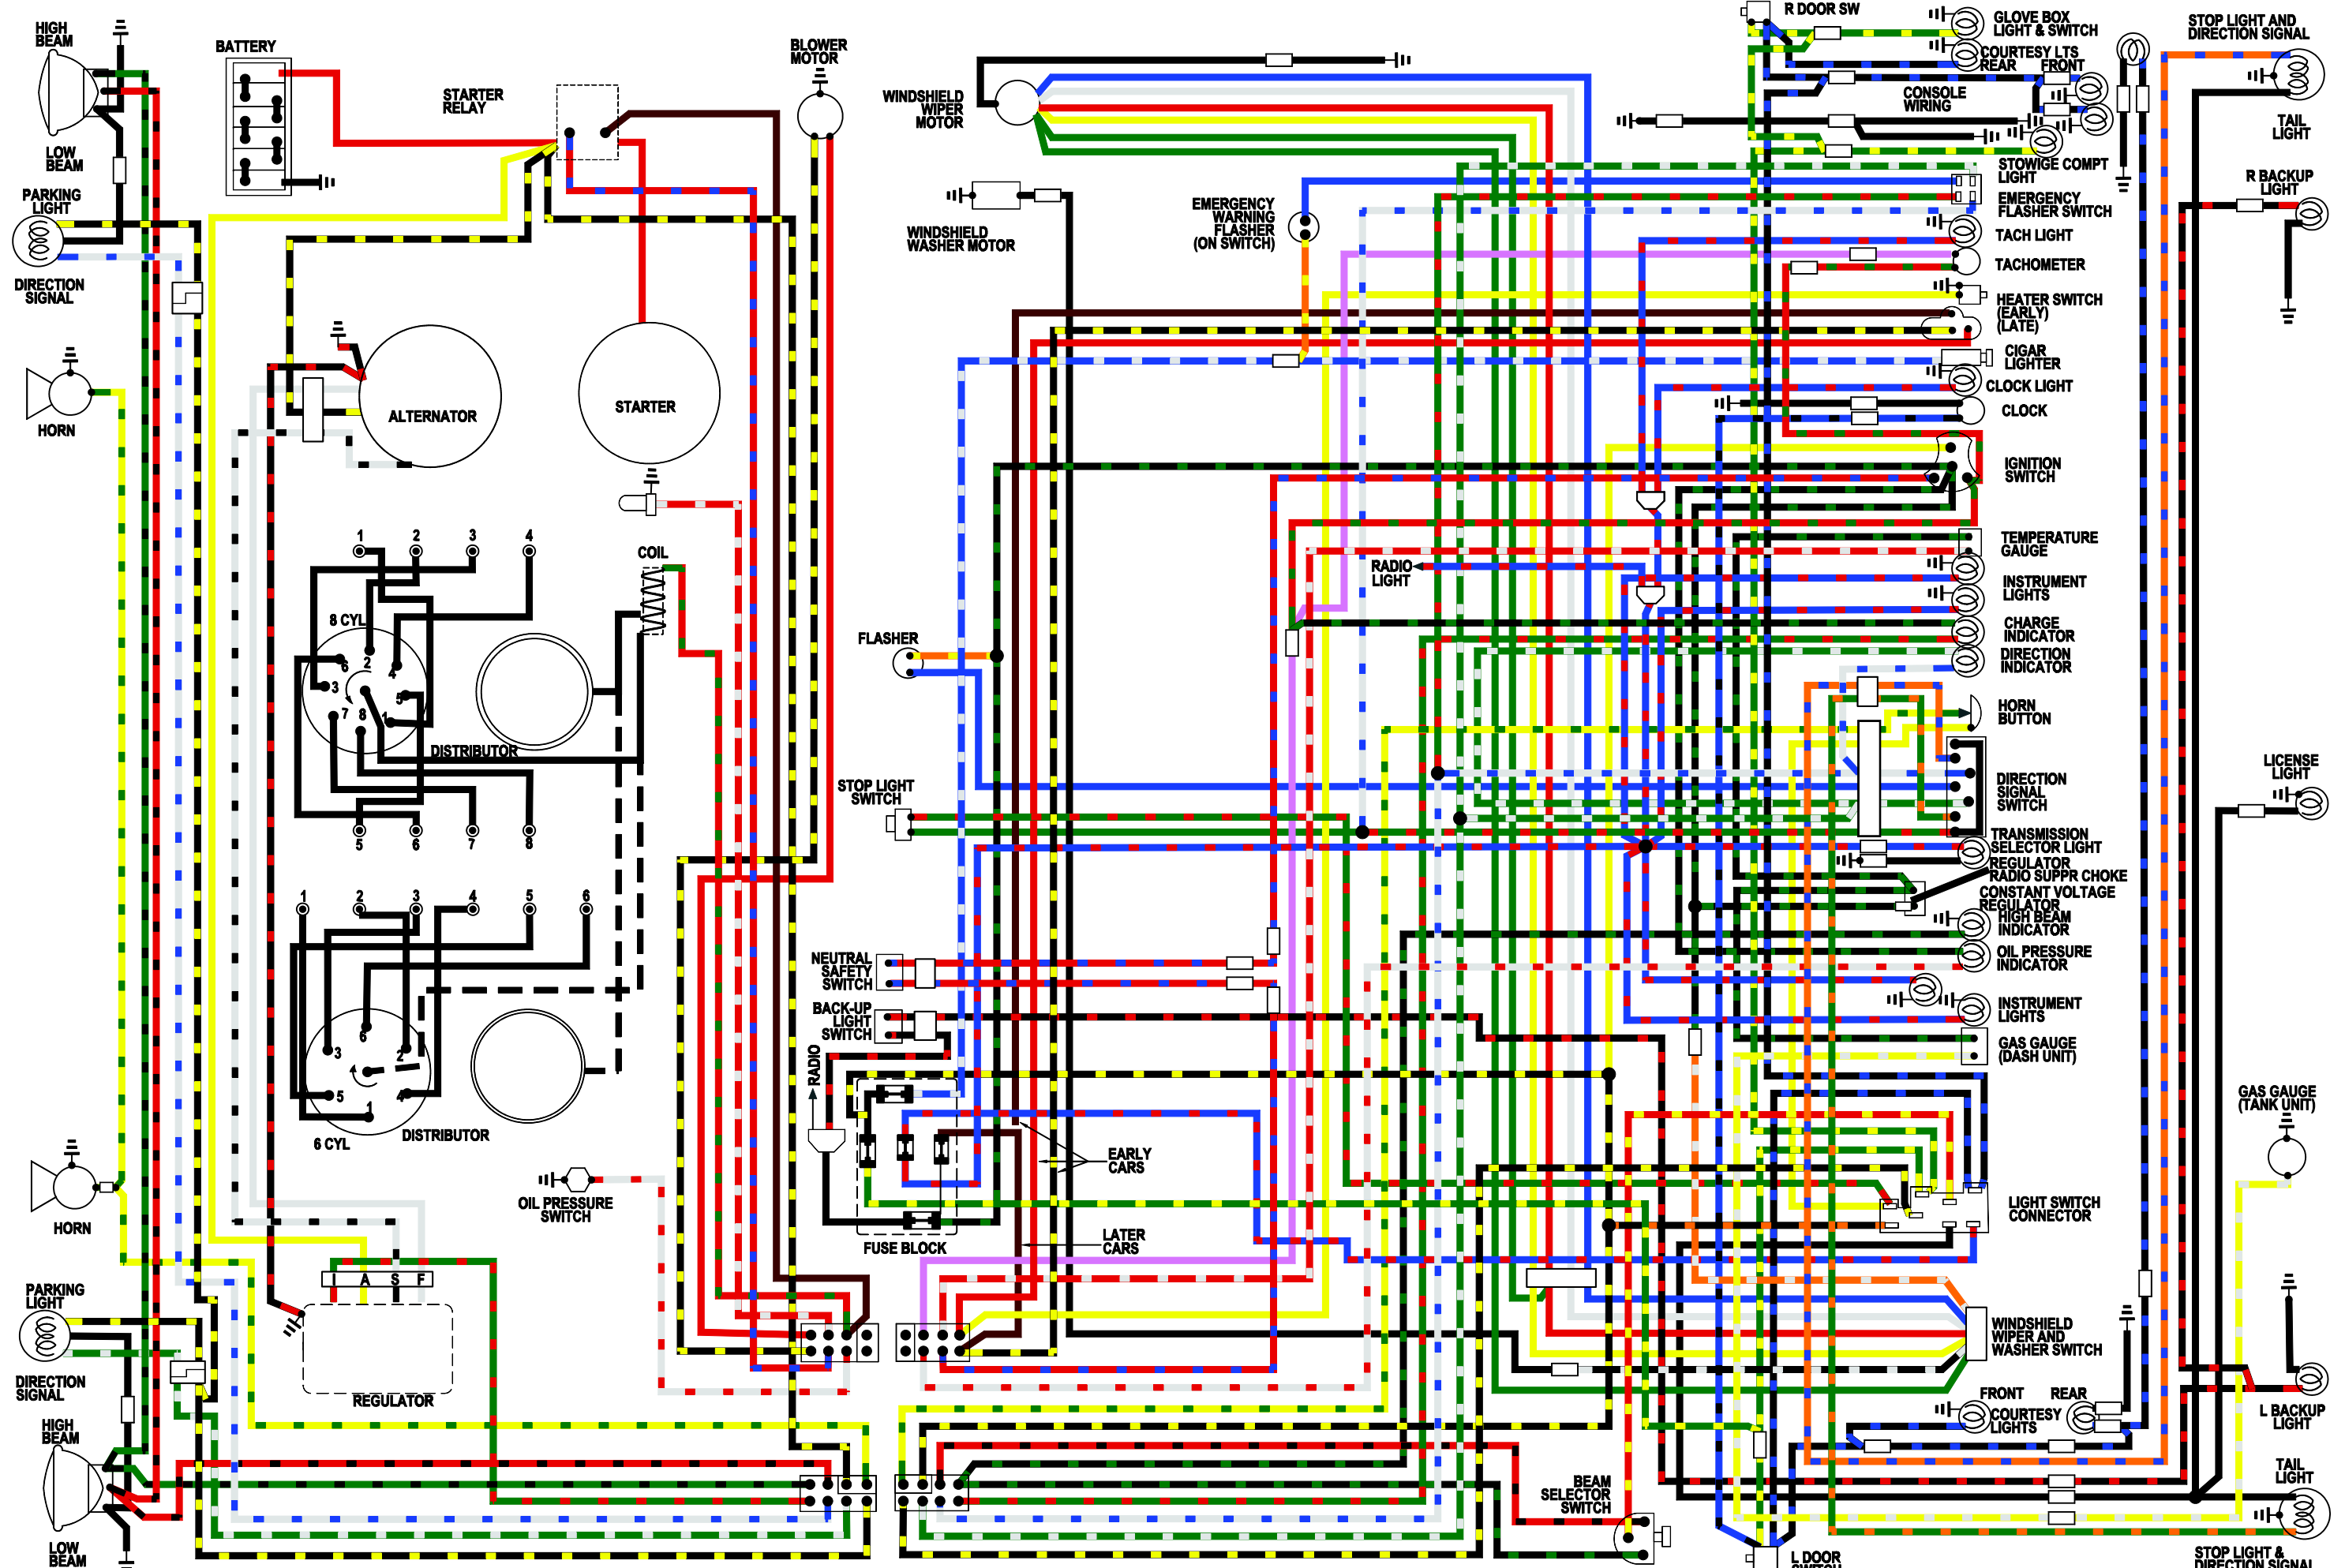 HIGH
BEAM
LOW
BEAM
PARKING
LIGHT
DIRECTION
SIGNAL
HORN
HORN
PARKING
LIGHT
DIRECTION
SIGNAL
HIGH
BEAM
LOW
BEAM
BATTERY
STARTER
RELAY
BLOWER
MOTOR
ALTERNATOR
STARTER
COIL
1
2
3
4
8 CYL
6
2
4
3
5
7
8
1
DISTRIBUTOR
5
6
7
8
1
2
3
4
5
6
6
3
2
5
4
1
6 CYL
DISTRIBUTOR
OIL PRESSURE
SWITCH
I
A
S
F
REGULATOR
WINDSHIELD
WIPER
MOTOR
WINDSHIELD
WASHER MOTOR
EMERGENCY
WARNING
FLASHER
(ON SWITCH)
RADIO
LIGHT
FLASHER
STOP LIGHT
SWITCH
NEUTRAL
SAFETY
SWITCH
BACK-UP
LIGHT
SWITCH
RADIO
FUSE BLOCK
EARLY
CARS
LATER
CARS
BEAM
SELECTOR
SWITCH
R DOOR SW
GLOVE BOX
LIGHT & SWITCH
COURTESY LTS
REAR
FRONT
CONSOLE
WIRING
STOWIGE COMPT
LIGHT
EMERGENCY
FLASHER SWITCH
TACH LIGHT
TACHOMETER
HEATER SWITCH
(EARLY)
(LATE)
CIGAR
LIGHTER
CLOCK LIGHT
CLOCK
IGNITION
SWITCH
TEMPERATURE
GAUGE
INSTRUMENT
LIGHTS
CHARGE
INDICATOR
DIRECTION
INDICATOR
HORN
BUTTON
DIRECTION
SIGNAL
SWITCH
TRANSMISSION
SELECTOR LIGHT
REGULATOR
RADIO SUPPR CHOKE
CONSTANT VOLTAGE
REGULATOR
HIGH BEAM
INDICATOR
OIL PRESSURE
INDICATOR
INSTRUMENT
LIGHTS
GAS GAUGE
(DASH UNIT)
LIGHT SWITCH
CONNECTOR
WINDSHIELD
WIPER AND
WASHER SWITCH
FRONT
REAR
COURTESY
LIGHTS
L DOOR
SWITCH
STOP LIGHT AND
DIRECTION SIGNAL
TAIL
LIGHT
R BACKUP
LIGHT
LICENSE
LIGHT
GAS GAUGE
(TANK UNIT)
L BACKUP
LIGHT
TAIL
LIGHT
STOP LIGHT &
DIRECTION SIGNAL